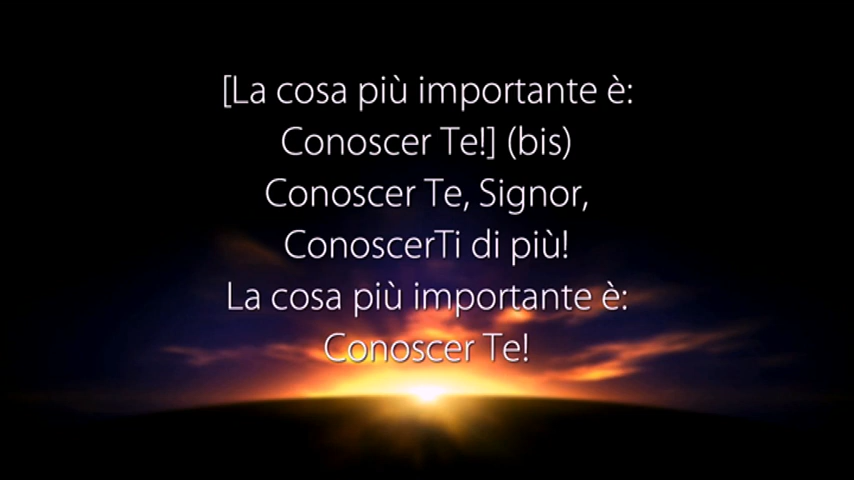 [La cosa più importante è:
Conoscer Te!] (bis)
Conoscer Te, Signor,
ConoscerTi di più!
La cosa più importante è:
Conoscer Te!